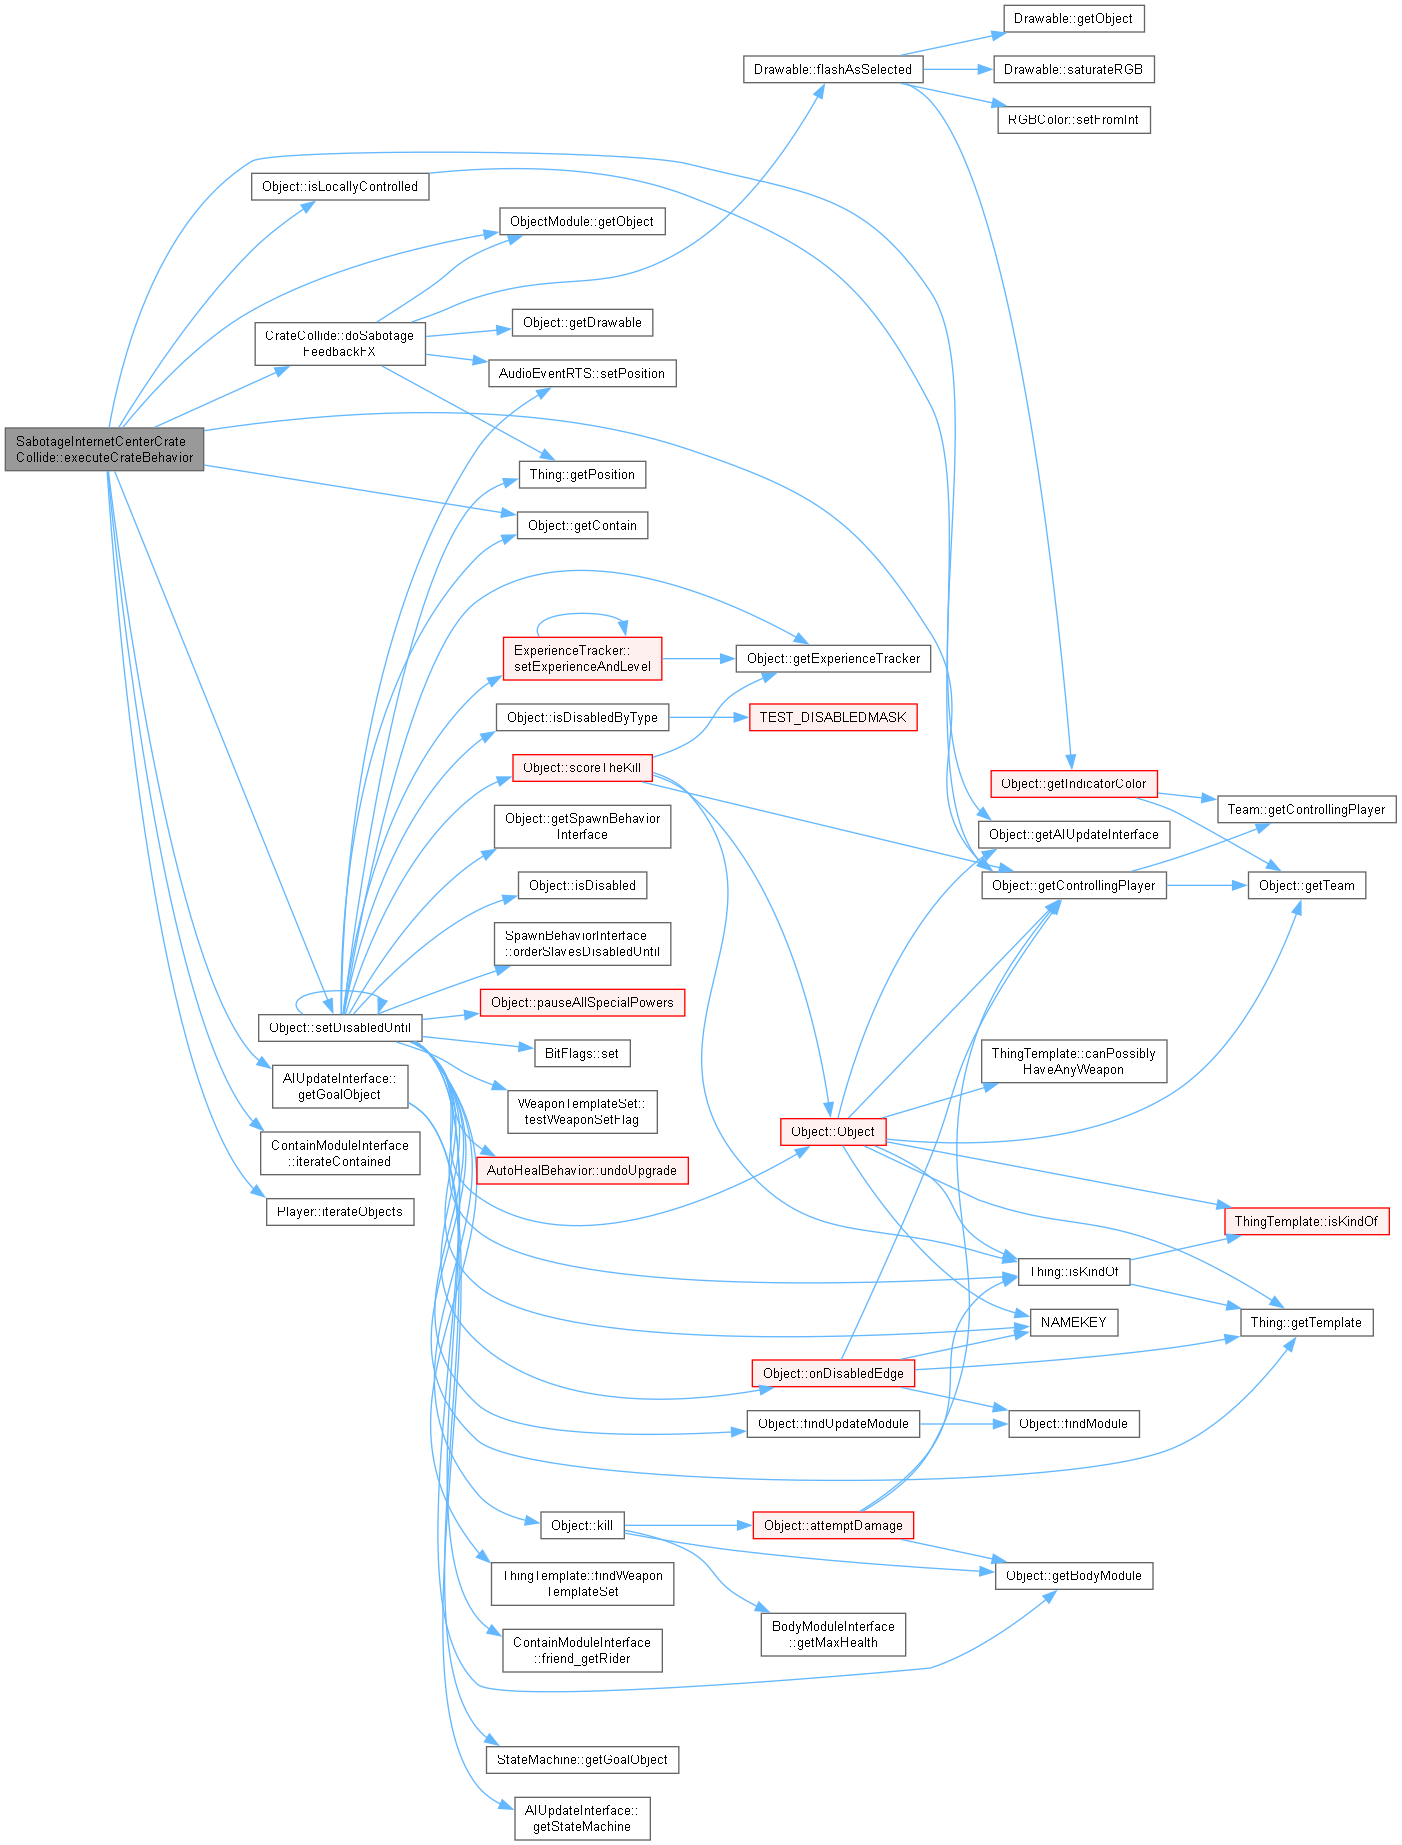 Drawable::getObject
Drawable::flashAsSelected
Drawable::saturateRGB
RGBColor::setFromInt
Object::isLocallyControlled
ObjectModule::getObject
Object::getDrawable
CrateCollide::doSabotage
FeedbackFX
AudioEventRTS::setPosition
SabotageInternetCenterCrate
Collide::executeCrateBehavior
Thing::getPosition
Object::getContain
ExperienceTracker::
setExperienceAndLevel
Object::getExperienceTracker
Object::isDisabledByType
TEST_DISABLEDMASK
Object::scoreTheKill
Object::getIndicatorColor
Team::getControllingPlayer
Object::getSpawnBehavior
Interface
Object::getAIUpdateInterface
Object::isDisabled
Object::getControllingPlayer
Object::getTeam
SpawnBehaviorInterface
::orderSlavesDisabledUntil
Object::pauseAllSpecialPowers
Object::setDisabledUntil
BitFlags::set
ThingTemplate::canPossibly
HaveAnyWeapon
AIUpdateInterface::
getGoalObject
WeaponTemplateSet::
testWeaponSetFlag
Object::Object
ContainModuleInterface
::iterateContained
AutoHealBehavior::undoUpgrade
Player::iterateObjects
ThingTemplate::isKindOf
Thing::isKindOf
NAMEKEY
Thing::getTemplate
Object::onDisabledEdge
Object::findUpdateModule
Object::findModule
Object::kill
Object::attemptDamage
Object::getBodyModule
ThingTemplate::findWeapon
TemplateSet
BodyModuleInterface
::getMaxHealth
ContainModuleInterface
::friend_getRider
StateMachine::getGoalObject
AIUpdateInterface::
getStateMachine